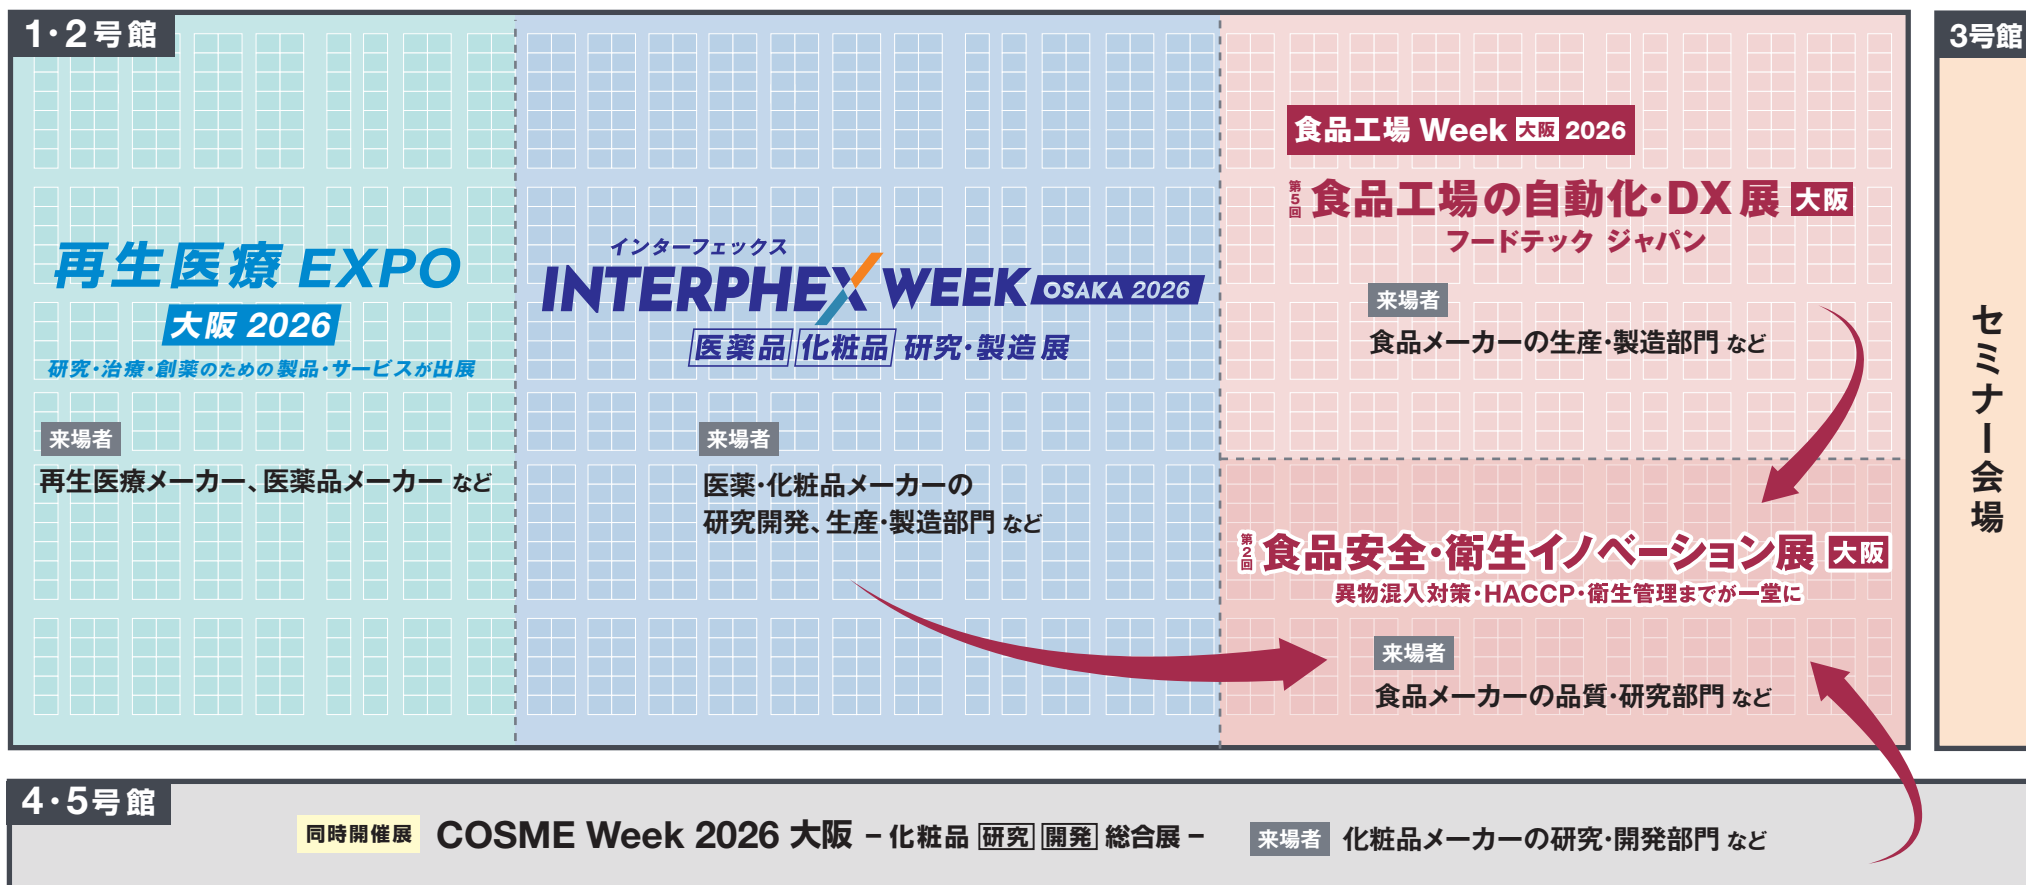 1・2号館
再生医療 EXPO
大阪 2026
研究・治療・創薬のための製品・サービスが出展
来場者
再生医療メーカー、医薬品メーカー など
インターフェックス
INTERPHEX WEEK OSAKA 2026
医薬品 化粧品 研究・製造展
来場者
医薬・化粧品メーカーの
研究開発、生産・製造部門 など
食品工場 Week 大阪 2026
第5回 食品工場の自動化・DX展 大阪
フードテック ジャパン
来場者
食品メーカーの生産・製造部門 など
第2回 食品安全・衛生イノベーション展 大阪
異物混入対策・HACCP・衛生管理までが一堂に
来場者
食品メーカーの品質・研究部門 など
3号館
セミナー会場
4・5号館
同時開催展 COSME Week 2026 大阪 －化粧品 研究 開発 総合展－
来場者 化粧品メーカーの研究・開発部門 など